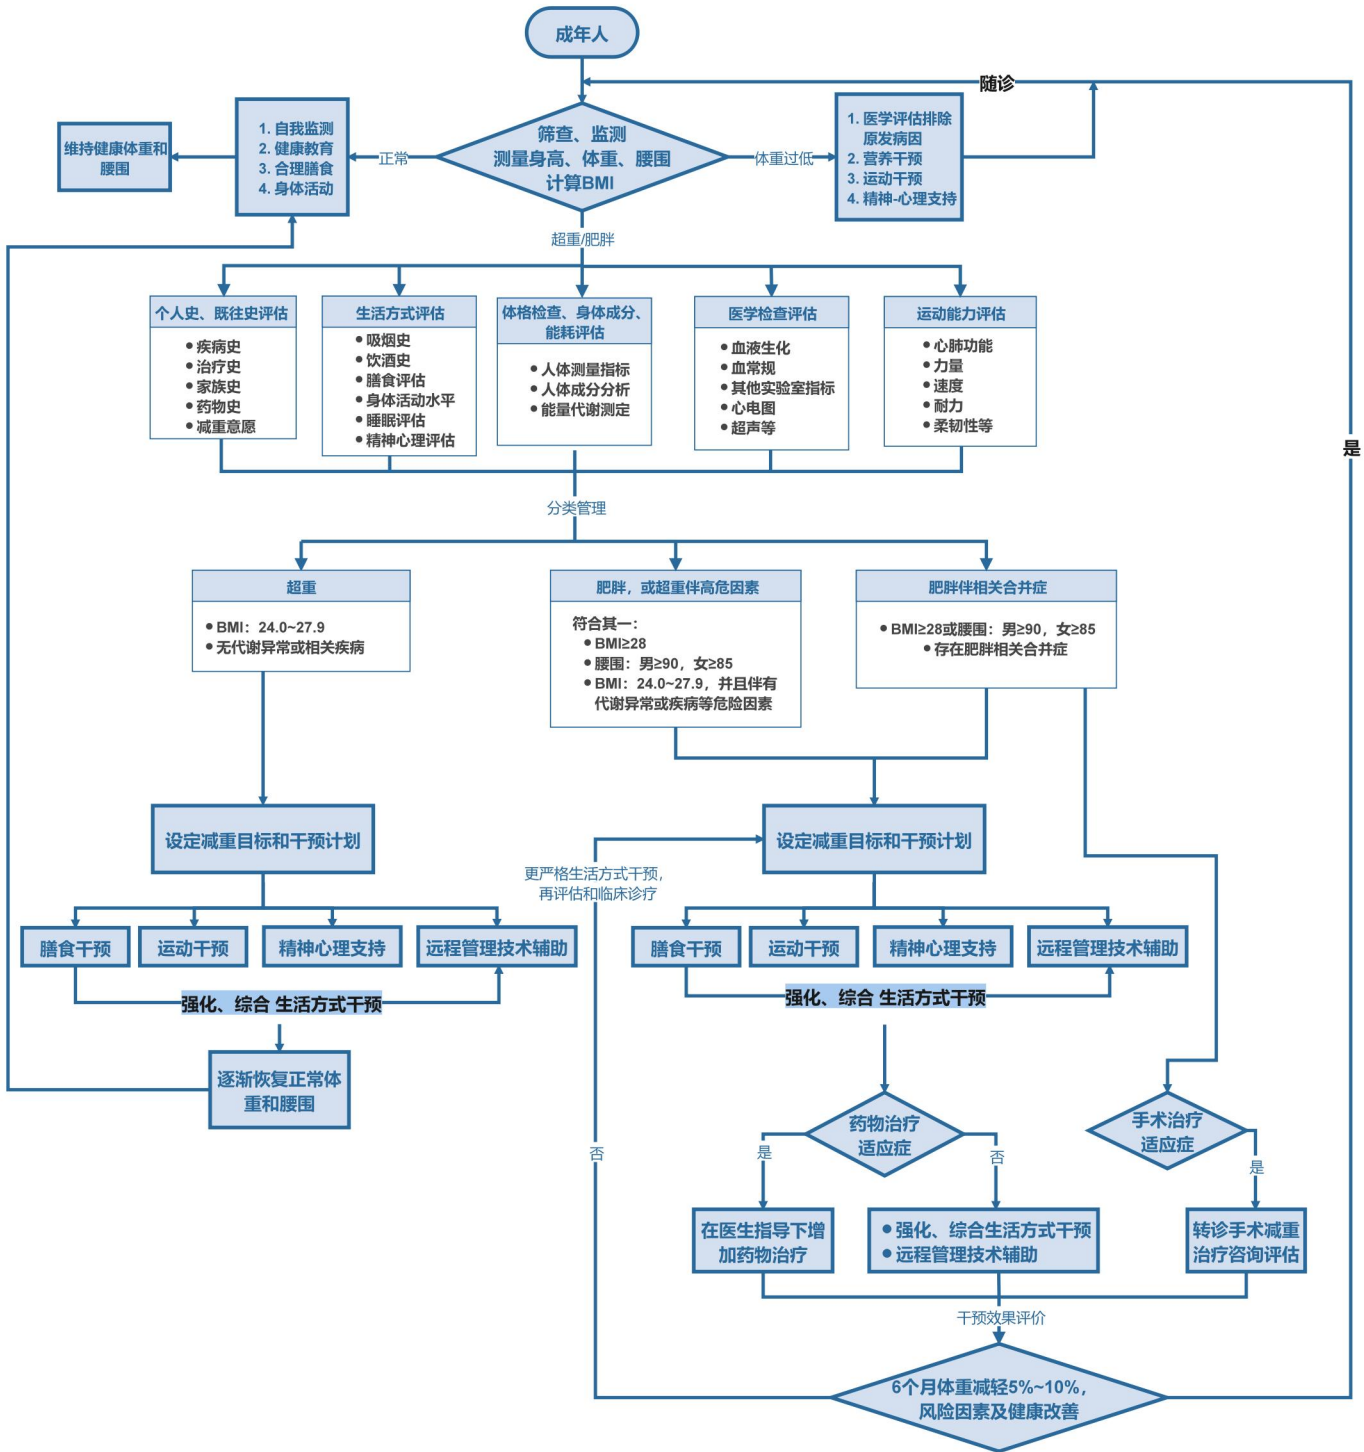 成年人
随诊
筛查、监测
测量身高、体重、腰围
计算BMI
正常
1. 自我监测
2. 健康教育
3. 合理膳食
4. 身体活动
维持健康体重和
腰围
体重过低
1. 医学评估排除
原发病因
2. 营养干预
3. 运动干预
4. 精神-心理支持
超重/肥胖
个人史、既往史评估
● 疾病史
● 治疗史
● 家族史
● 药物史
● 减重意愿
生活方式评估
● 吸烟史
● 饮酒史
● 膳食评估
● 身体活动水平
● 睡眠评估
● 精神心理评估
体格检查、身体成分、
能耗评估
● 人体测量指标
● 人体成分分析
● 能量代谢测定
医学检查评估
● 血液生化
● 血常规
● 其他实验室指标
● 心电图
● 超声等
运动能力评估
● 心肺功能
● 力量
● 速度
● 耐力
● 柔韧性等
是
分类管理
超重
● BMI：24.0~27.9
● 无代谢异常或相关疾病
肥胖，或超重伴高危因素
符合其一：
● BMI≥28
● 腰围：男≥90，女≥85
● BMI：24.0~27.9，并且伴有
代谢异常或疾病等危险因素
肥胖伴相关合并症
● BMI≥28或腰围：男≥90，女≥85
● 存在肥胖相关合并症
设定减重目标和干预计划
膳食干预
运动干预
精神心理支持
远程管理技术辅助
强化、综合 生活方式干预
逐渐恢复正常体
重和腰围
更严格生活方式干预，
再评估和临床诊疗
设定减重目标和干预计划
膳食干预
运动干预
精神心理支持
远程管理技术辅助
强化、综合 生活方式干预
药物治疗
适应症
手术治疗
适应症
否
是
否
是
在医生指导下增
加药物治疗
● 强化、综合生活方式干预
● 远程管理技术辅助
转诊手术减重
治疗咨询评估
干预效果评价
6个月体重减轻5%~10%，
风险因素及健康改善